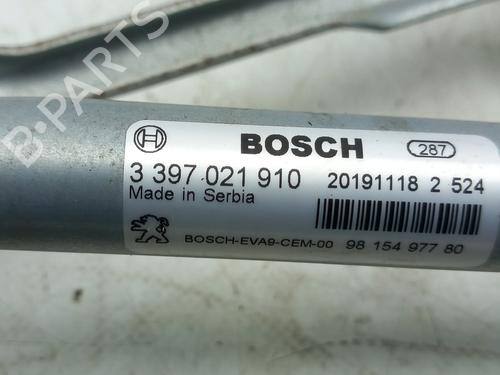 BOSCH 287
3 397 021 910 20191118 2 524
Made in Serbia
BOSCH-EVA9-CEM-00 98 154 977 80
B-PARTS